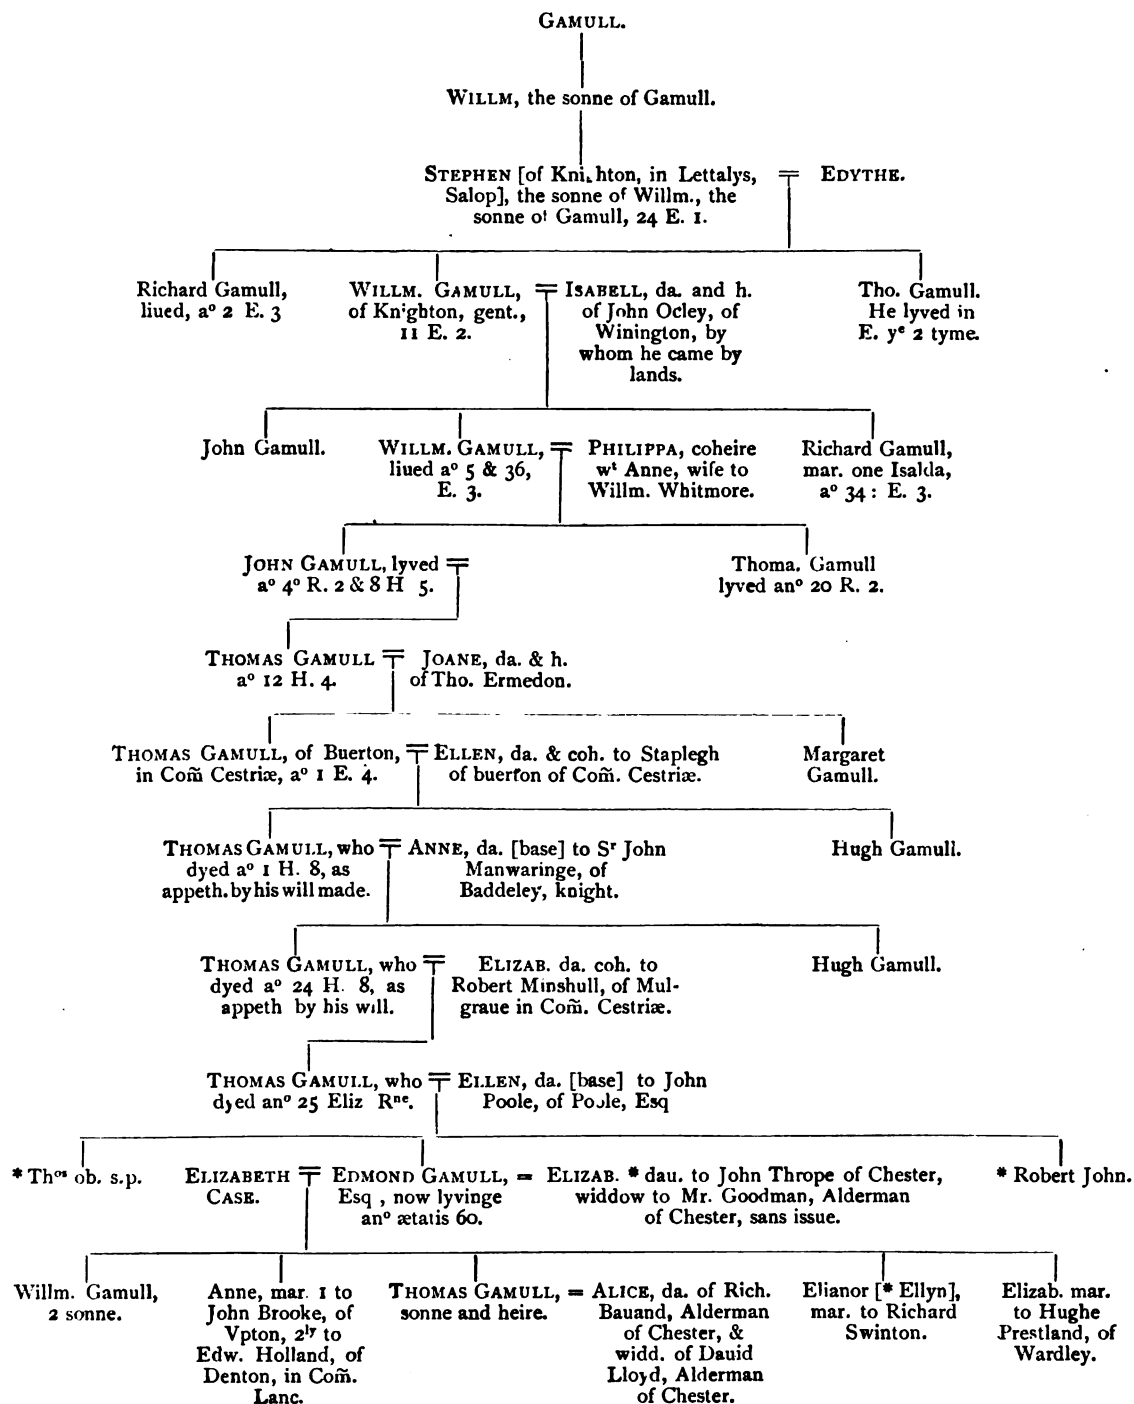 GAMULL.
WILLM, the sonne of Gamull.
STEPHEN [of Knighton, in Lettalys,
Salop], the sonne of Willm., the
sonne of Gamull, 24 E. 1.
EDYTHE.
Richard Gamull,
liued, aº 2 E. 3
WILLM. GAMULL,
of Knighton, gent.,
11 E. 2.
ISABELL, da. and h.
of John Ocley, of
Winington, by
whom he came by
lands.
Tho. Gamull.
He lyved in
E. yᵉ 2 tyme.
John Gamull.
WILLM. GAMULL,
liued aº 5 & 36,
E. 3.
PHILIPPA, coheire
wᵗ Anne, wife to
Willm. Whitmore.
Richard Gamull,
mar. one Isalda,
aº 34 : E. 3.
JOHN GAMULL, lyved
aº 4º R. 2 & 8 H 5.
Thoma. Gamull
lyved anº 20 R. 2.
THOMAS GAMULL
aº 12 H. 4.
JOANE, da. & h.
of Tho. Ermedon.
THOMAS GAMULL, of Buerton,
in Com̃ Cestriæ, aº 1 E. 4.
ELLEN, da. & coh. to Staplegh
of buerton of Com̃. Cestriæ.
Margaret
Gamull.
THOMAS GAMULL, who
dyed aº 1 H. 8, as
appeth. by his will made.
ANNE, da. [base] to Sʳ John
Manwaringe, of
Baddeley, knight.
Hugh Gamull.
THOMAS GAMULL, who
dyed aº 24 H. 8, as
appeth by his will.
ELIZAB. da. coh. to
Robert Minshull, of Mul-
graue in Com̃. Cestriæ.
Hugh Gamull.
THOMAS GAMULL, who
dyed anº 25 Eliz Rⁿᵉ.
ELLEN, da. [base] to John
Poole, of Poole, Esq
* Thᵒˢ ob. s.p.
ELIZABETH
CASE.
EDMOND GAMULL, =
Esq , now lyvinge
anº ætatis 60.
ELIZAB. * dau. to John Thrope of Chester,
widdow to Mr. Goodman, Alderman
of Chester, sans issue.
* Robert John.
Willm. Gamull,
2 sonne.
Anne, mar. 1 to
John Brooke, of
Vpton, 2ˡʸ to
Edw. Holland, of
Denton, in Com̃.
Lanc.
THOMAS GAMULL, =
sonne and heire.
ALICE, da. of Rich.
Bauand, Alderman
of Chester, &
widd. of Dauid
Lloyd, Alderman
of Chester.
Elianor [* Ellyn],
mar. to Richard
Swinton.
Elizab. mar.
to Hughe
Prestland, of
Wardley.